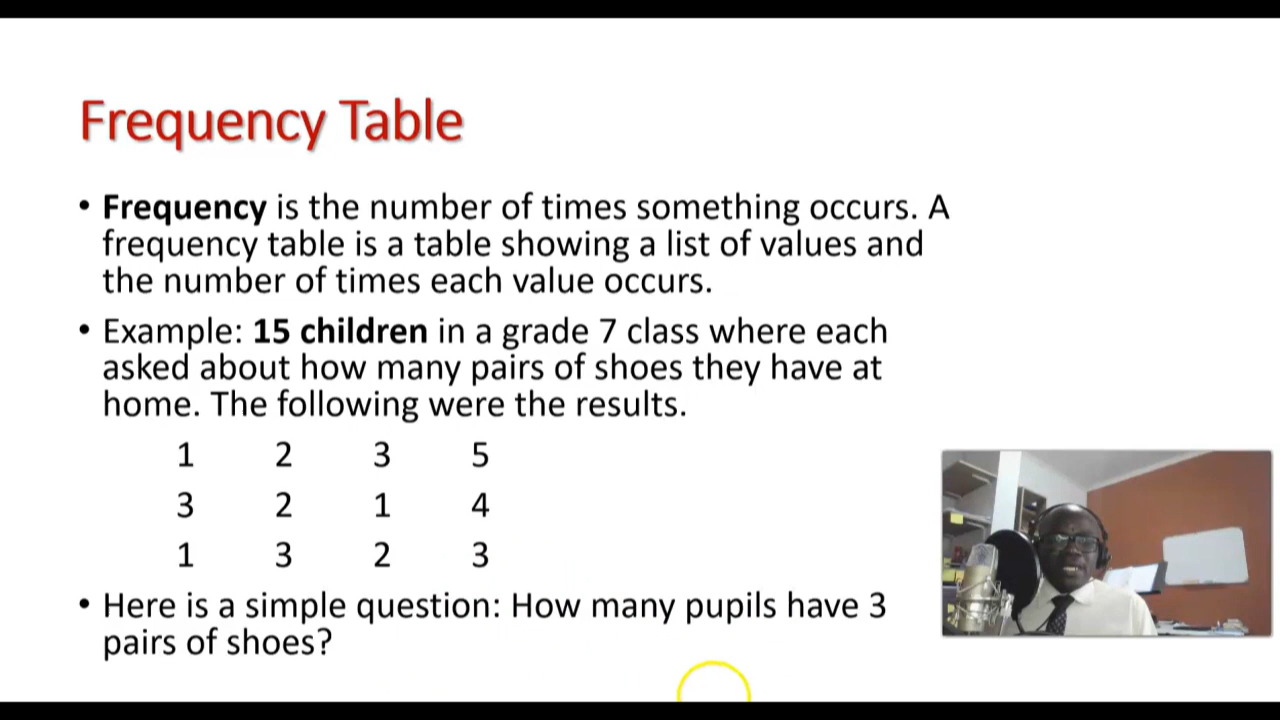 Frequency Table
• Frequency is the number of times something occurs. A
frequency table is a table showing a list of values and
the number of times each value occurs.
• Example: 15 children in a grade 7 class where each
asked about how many pairs of shoes they have at
home. The following were the results.
1 2 3 5
3 2 1 4
1 3 2 3
• Here is a simple question: How many pupils have 3
pairs of shoes?